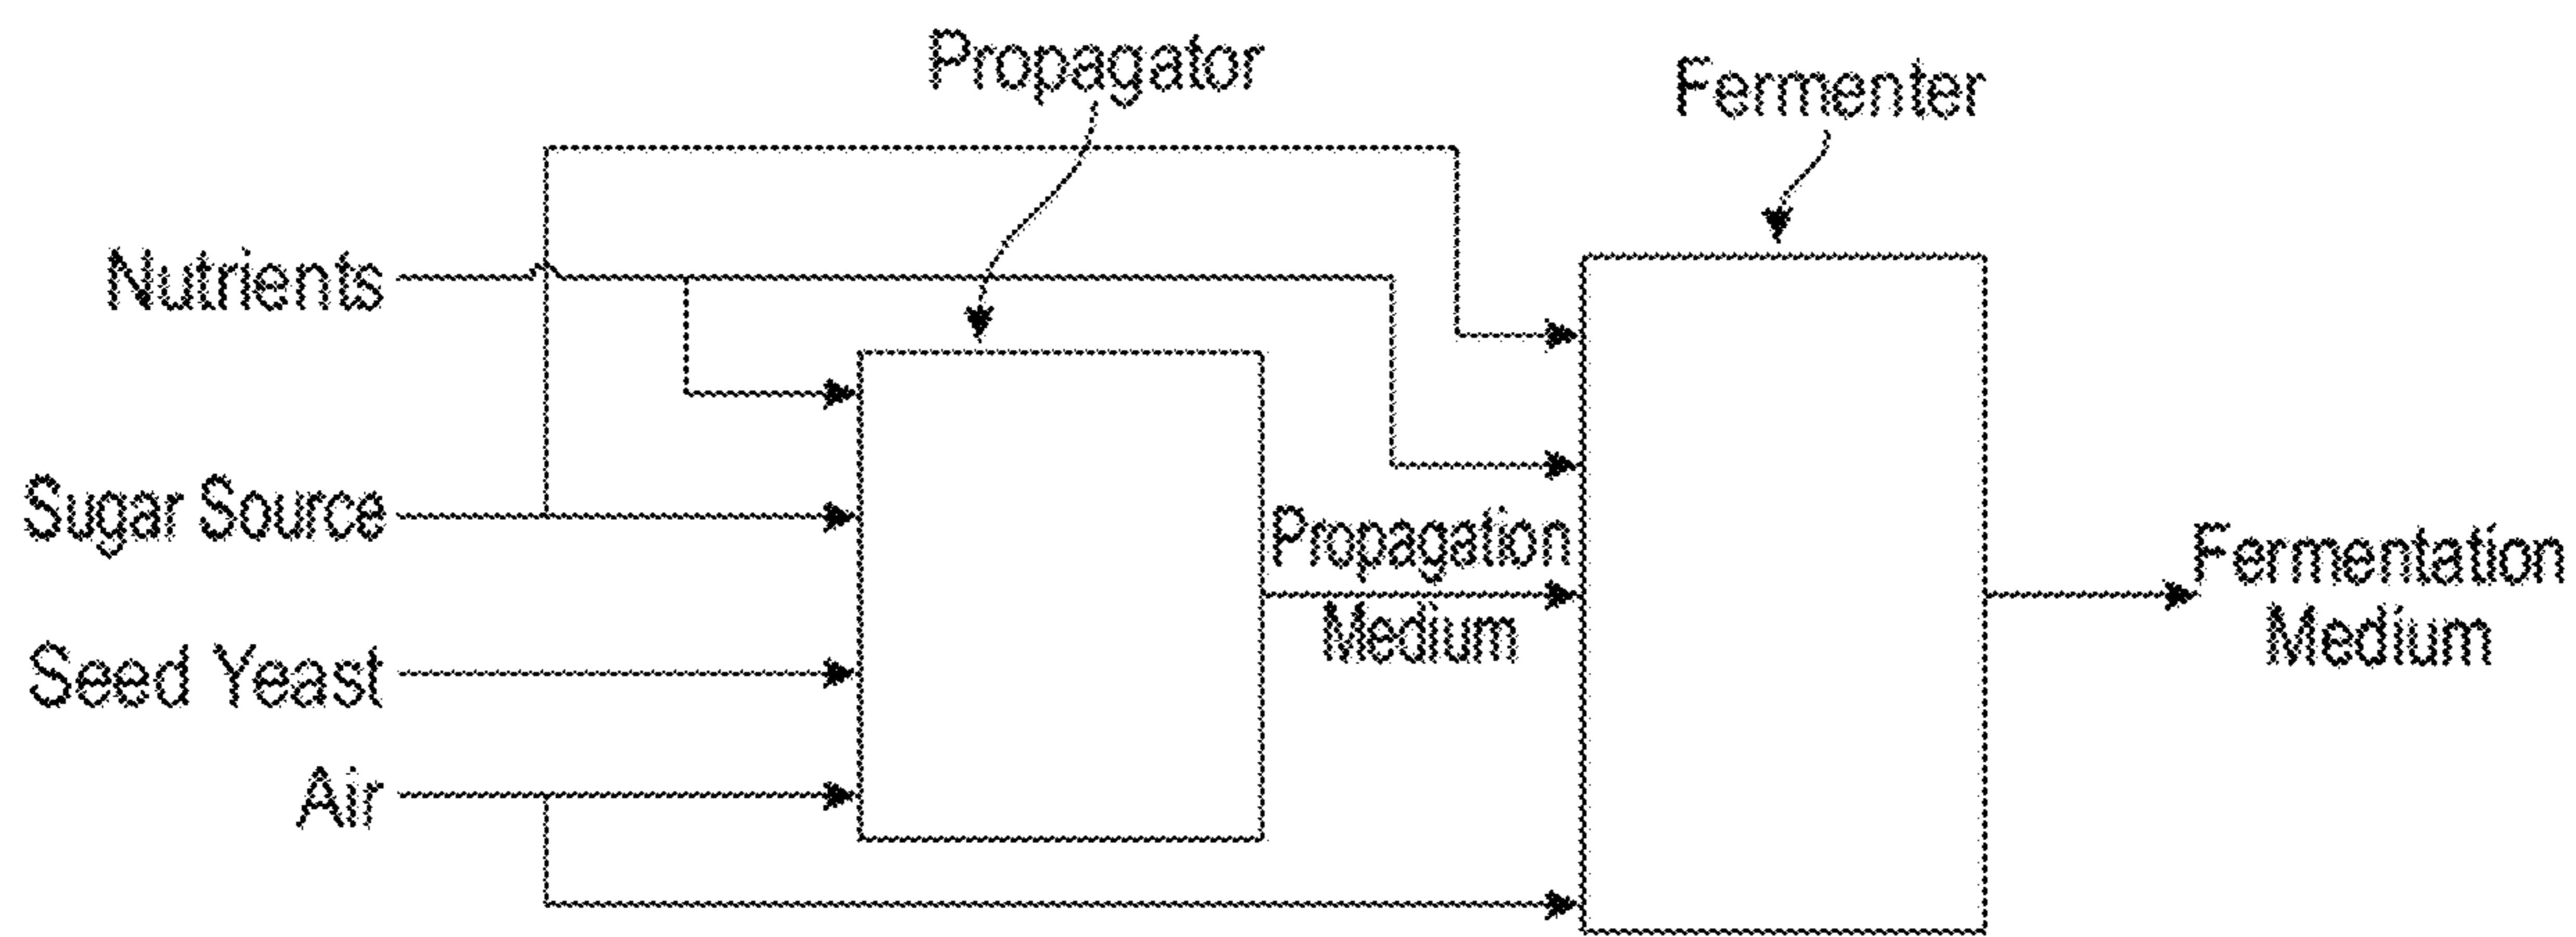 Propagator
Fermenter
Nutrients
Sugar Source
Propagation
Medium
Fermentation
Medium
Seed Yeast
Air